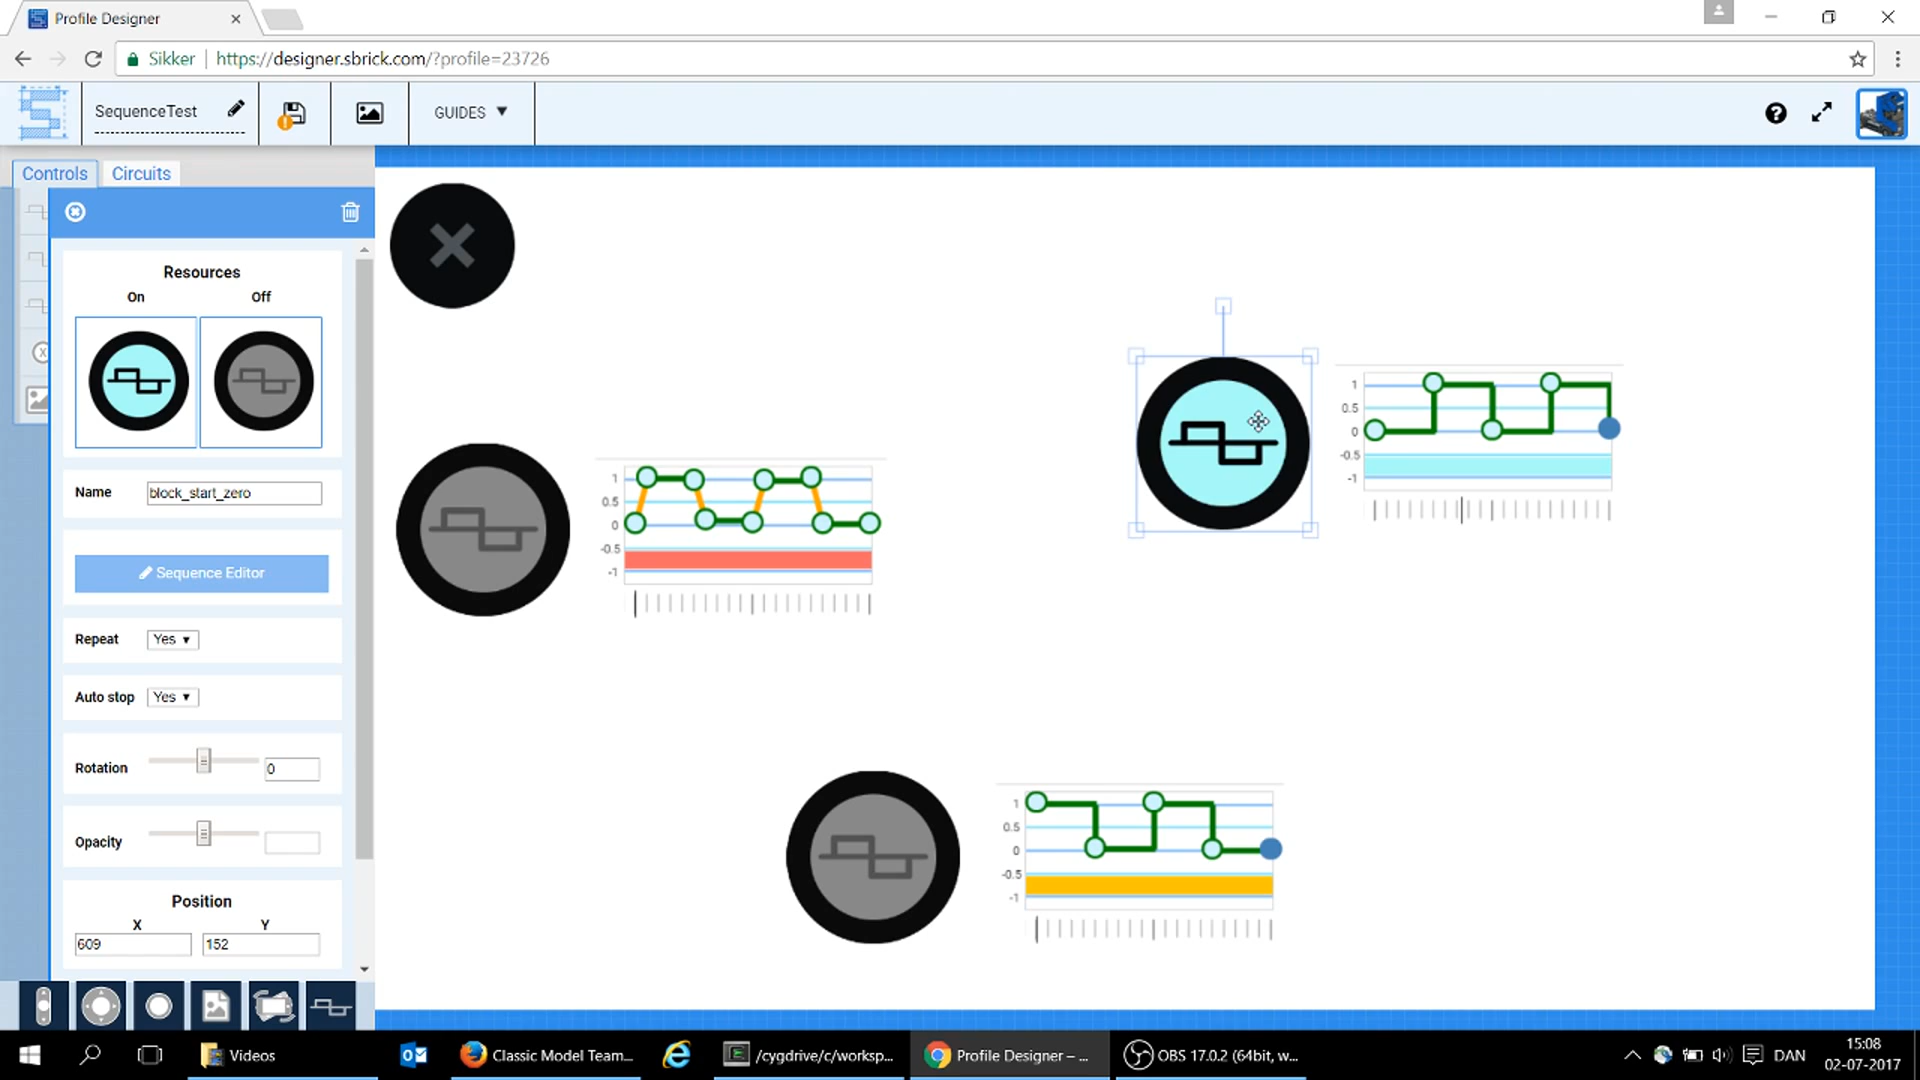 Profile Designer
Sikker
https://designer.sbrick.com/?profile=23726
SequenceTest
GUIDES
Controls
Circuits
Resources
On
Off
Name
block_start_zero
Sequence Editor
Repeat
Yes
Auto stop
Yes
Rotation
0
Opacity
Position
X
Y
609
152
1
0.5
0
-0.5
-1
1
0.5
0
-0.5
-1
1
0.5
0
-0.5
-1
Videos
Classic Model Team...
/cygdrive/c/worksp...
Profile Designer – ...
OBS 17.0.2 (64bit, w...
DAN
15:08
02-07-2017